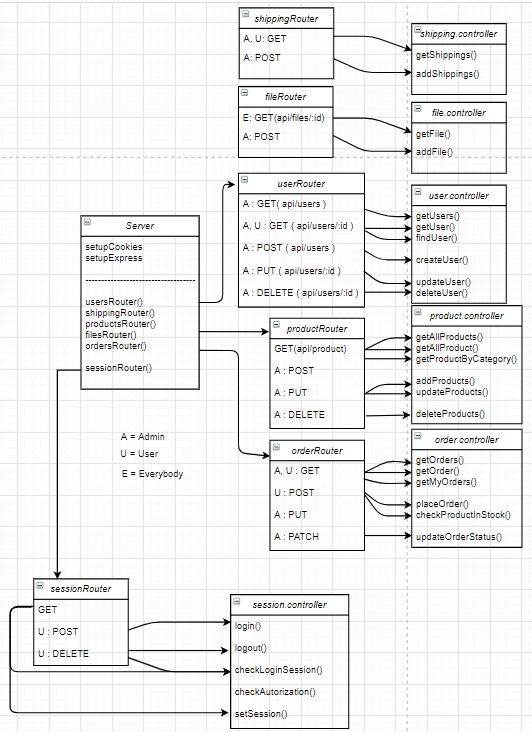 shippingRouter
A, U: GET
A: POST
shipping.controller
getShippings()
addShippings()
fileRouter
E: GET(api/files/:id)
A: POST
file.controller
getFile()
addFile()
userRouter
A : GET( api/users )
A, U : GET ( api/users/:id )
A : POST ( api/users )
A : PUT ( api/users/:id )
A : DELETE ( api/users/:id )
user.controller
getUsers()
getUser()
findUser()
createUser()
updateUser()
deleteUser()
Server
setupCookies
setupExpress
--------------------------------
usersRouter()
shippingRouter()
productsRouter()
filesRouter()
ordersRouter()
sessionRouter()
productRouter
GET(api/product)
A : POST
A : PUT
A : DELETE
product.controller
getAllProducts()
getAllProduct()
getProductByCategory()
addProducts()
updateProducts()
deleteProducts()
A = Admin
U = User
E = Everybody
orderRouter
A, U : GET
U : POST
A : PUT
A : PATCH
order.controller
getOrders()
getOrder()
getMyOrders()
placeOrder()
checkProductInStock()
updateOrderStatus()
sessionRouter
GET
U : POST
U : DELETE
session.controller
login()
logout()
checkLoginSession()
checkAutorization()
setSession()